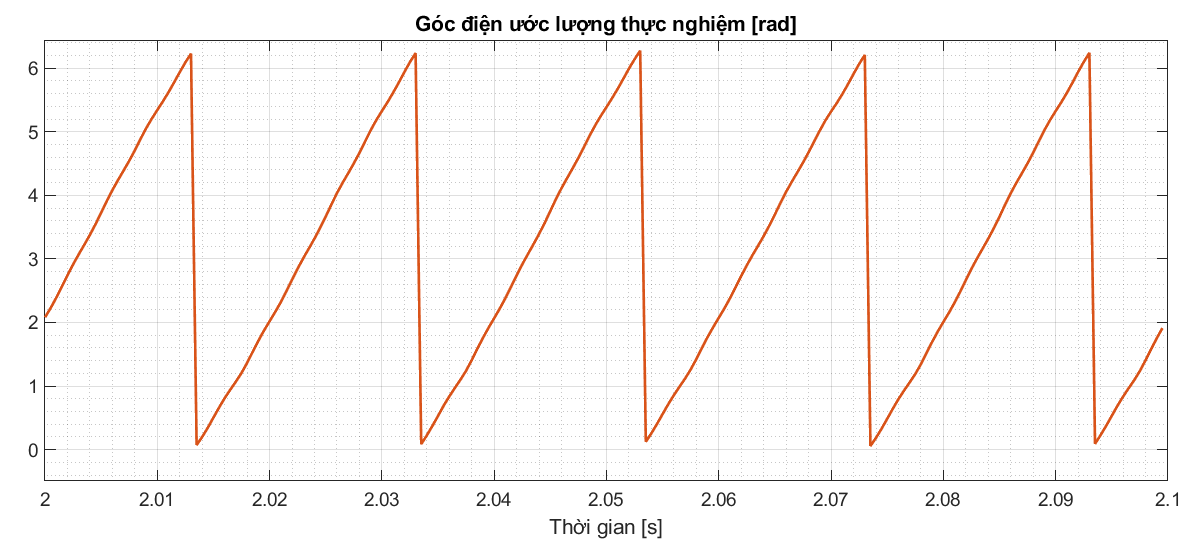 Góc điện ước lượng thực nghiệm [rad]
6
5
4
3
2
1
0
2 2.01 2.02 2.03 2.04 2.05 2.06 2.07 2.08 2.09 2.1
Thời gian [s]